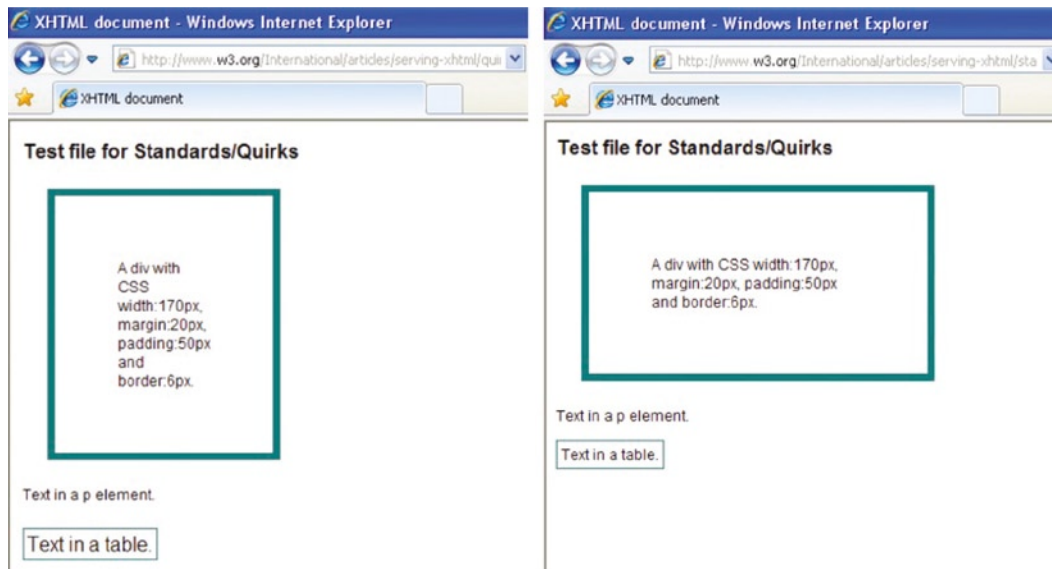 XHTML document - Windows Internet Explorer
http://www.w3.org/International/articles/serving-xhtml/qui
XHTML document
Test file for Standards/Quirks
A div with
CSS
width:170px,
margin:20px,
padding:50px
and
border:6px.
Text in a p element.
Text in a table.
XHTML document - Windows Internet Explorer
http://www.w3.org/International/articles/serving-xhtml/sta
XHTML document
Test file for Standards/Quirks
A div with CSS width:170px,
margin:20px, padding:50px
and border:6px.
Text in a p element.
Text in a table.